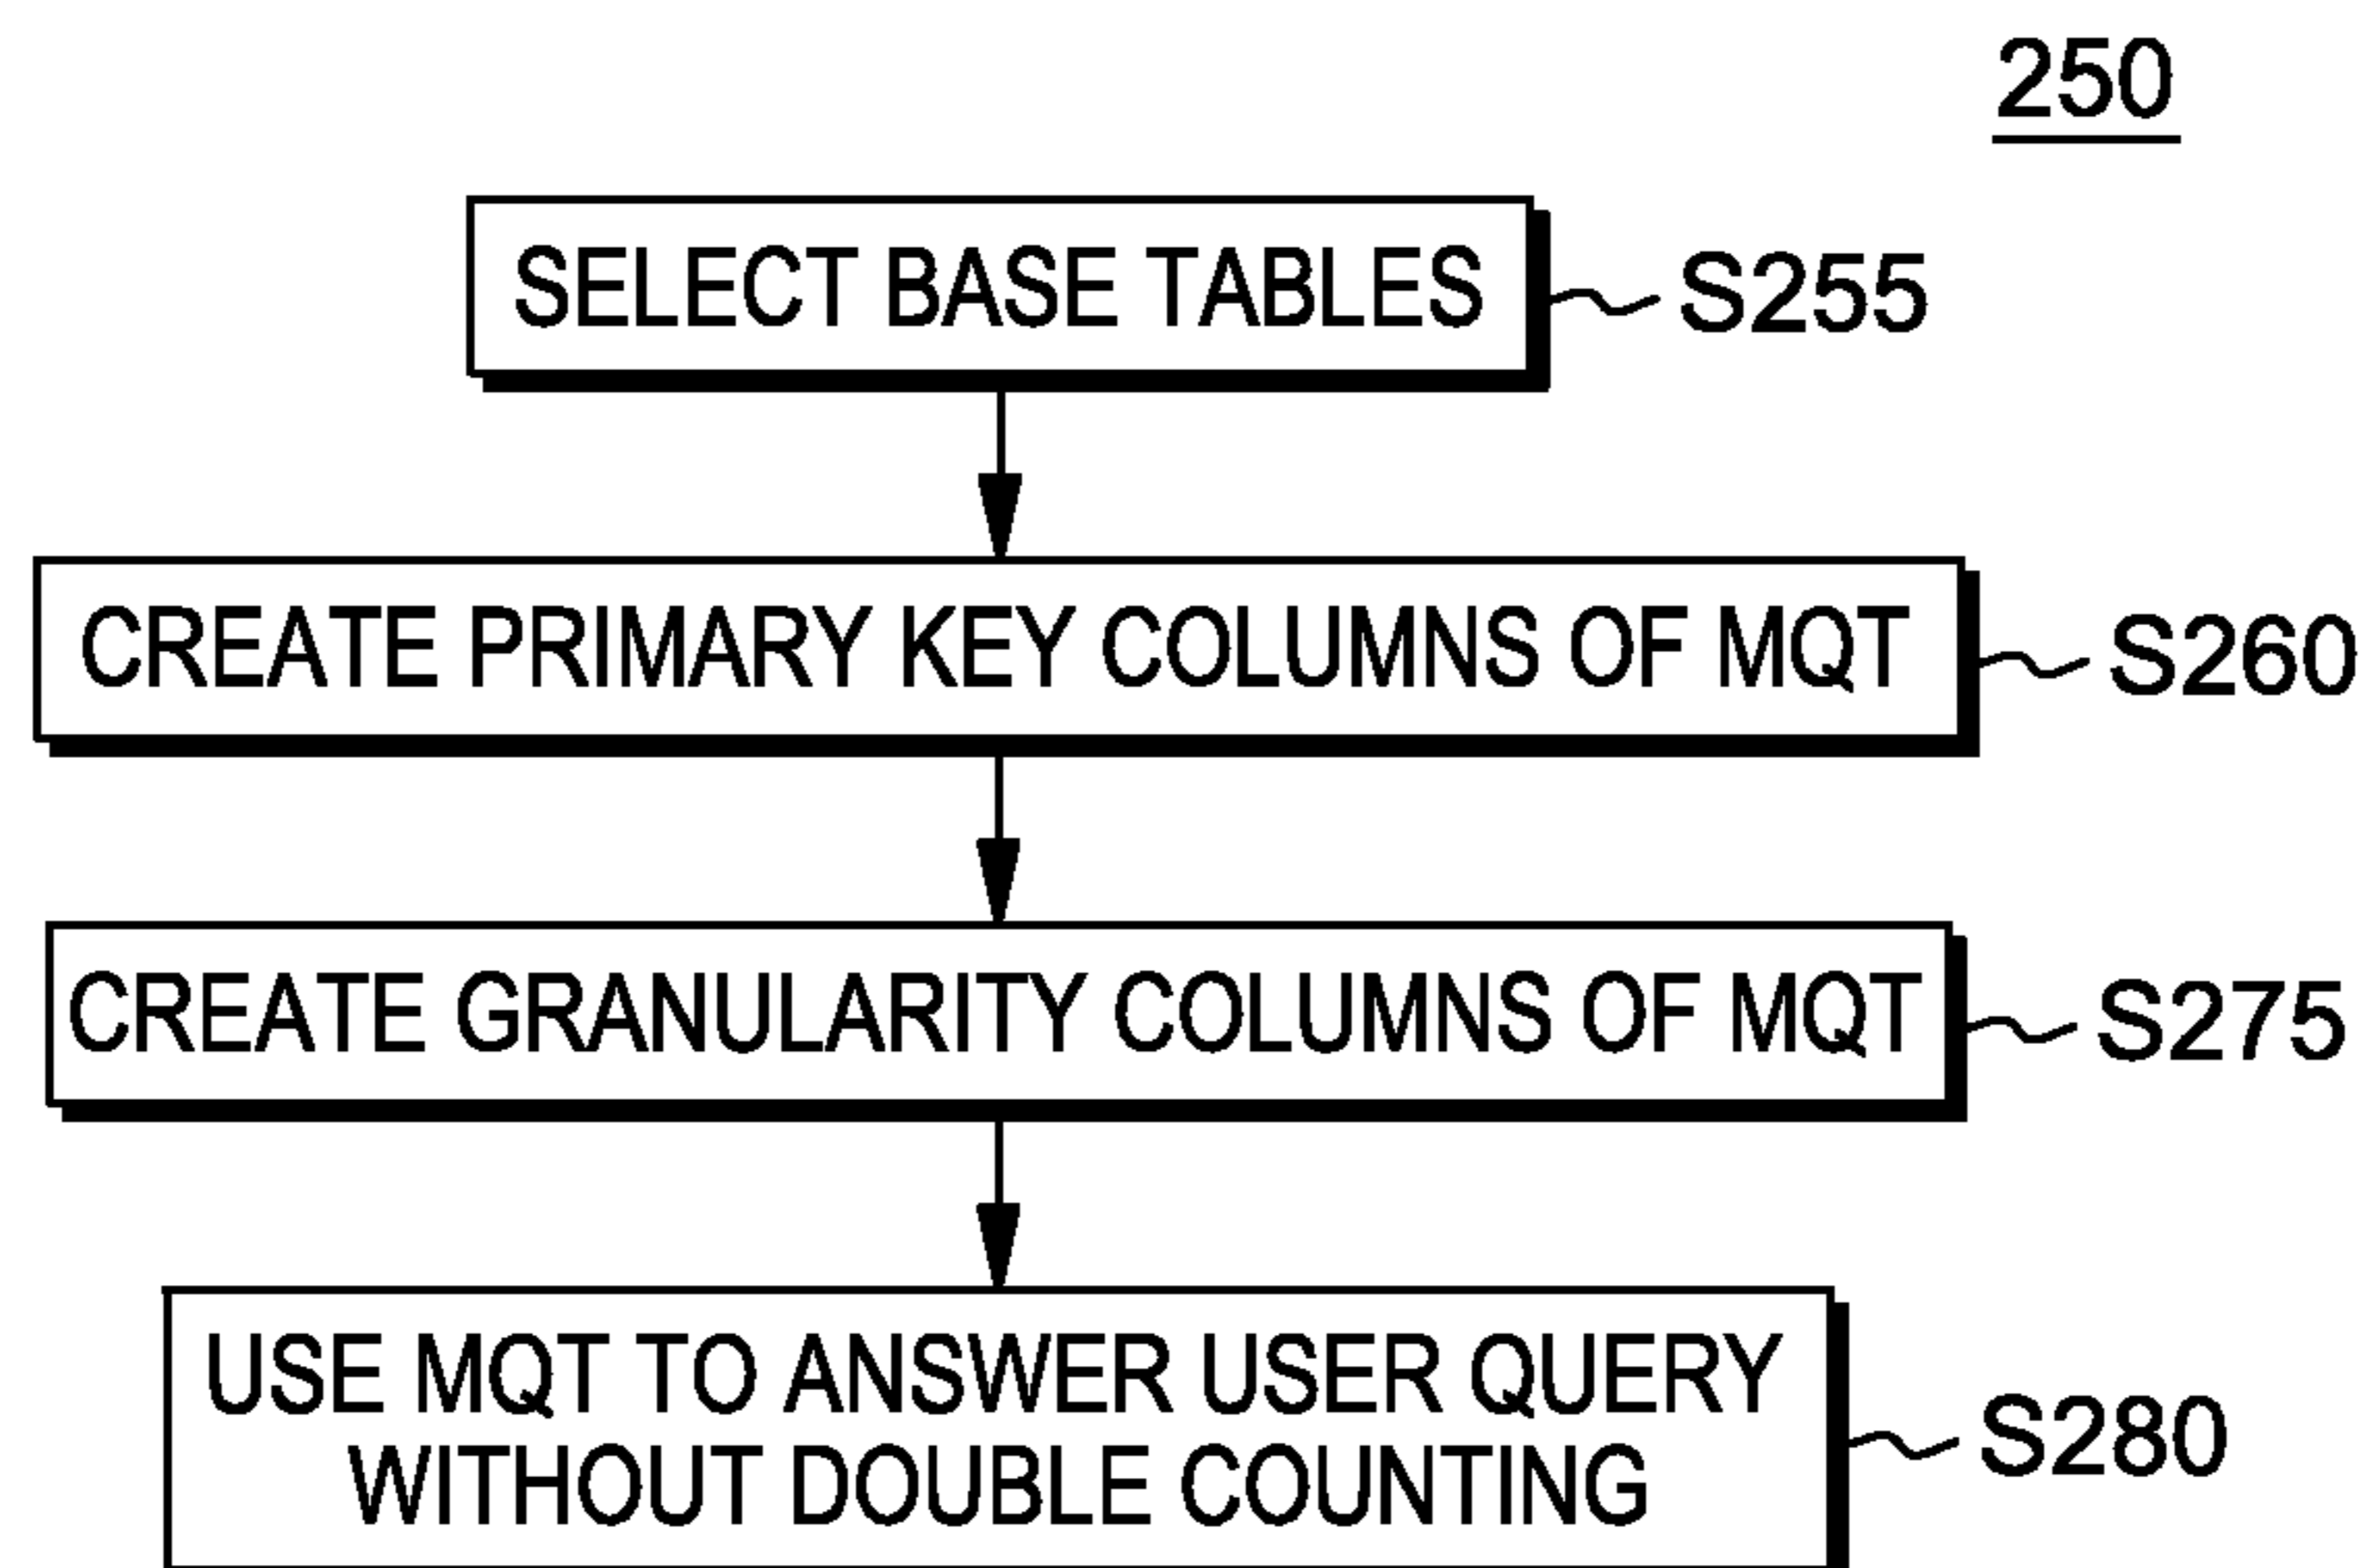 250
SELECT BASE TABLES
S255
CREATE PRIMARY KEY COLUMNS OF MQT
S260
CREATE GRANULARITY COLUMNS OF MQT
S275
USE MQT TO ANSWER USER QUERY
WITHOUT DOUBLE COUNTING
S280